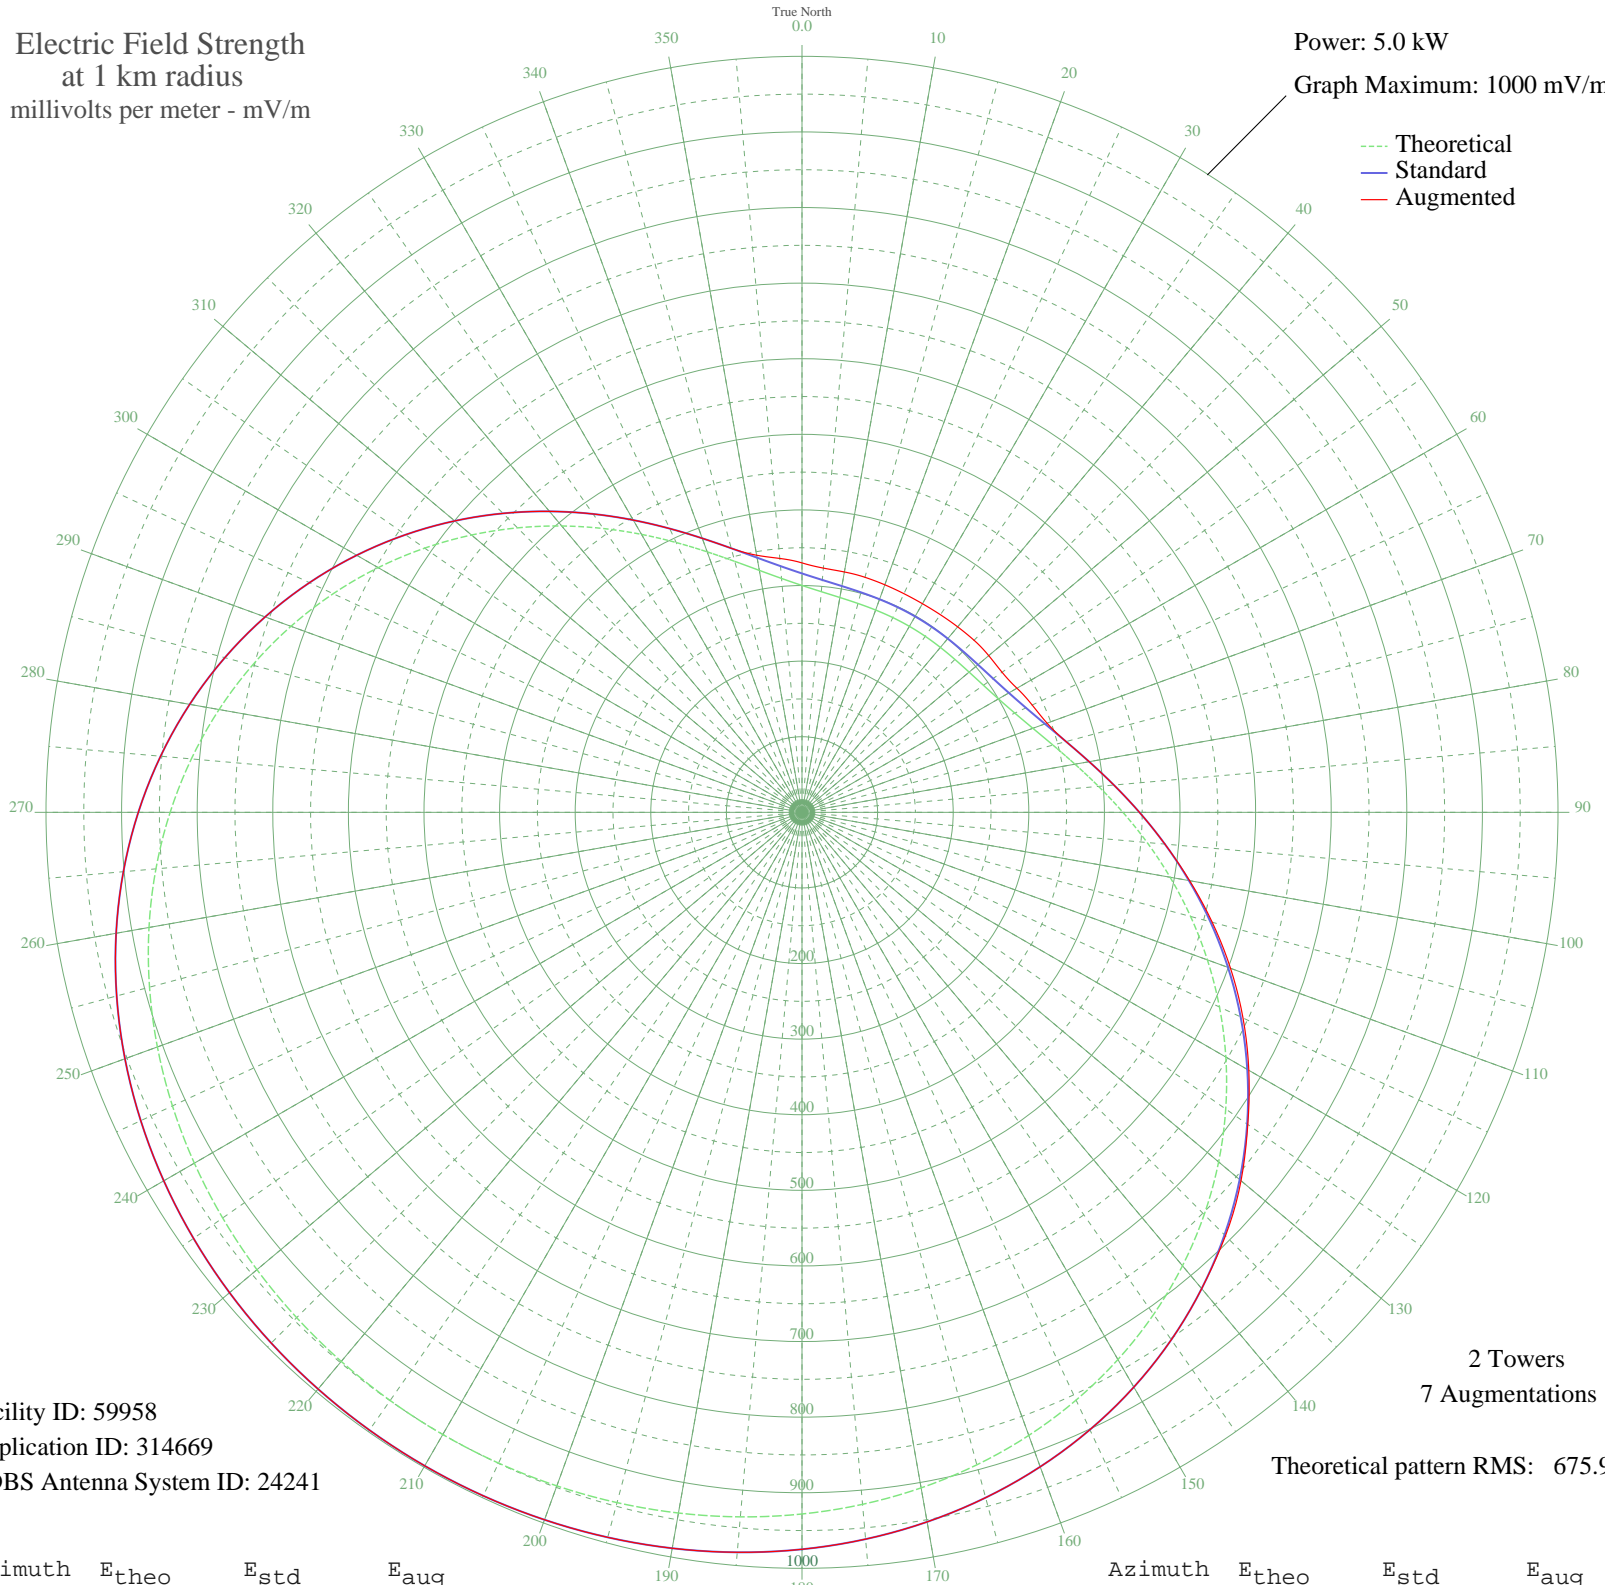 True North
0.0
Electric Field Strength
at 1 km radius
millivolts per meter - mV/m
Power: 5.0 kW
Graph Maximum: 1000 mV/m
Theoretical
Standard
Augmented
10
20
30
40
50
60
70
80
90
100
110
120
130
140
150
160
170
190
200
210
220
230
240
250
260
270
280
290
300
310
320
330
340
350
200
300
400
500
600
700
800
900
1000
2 Towers
7 Augmentations
Theoretical pattern RMS: 675.9
cility ID: 59958
plication ID: 314669
DBS Antenna System ID: 24241
imuth Etheo Estd Eaug
Azimuth Etheo Estd Eaug